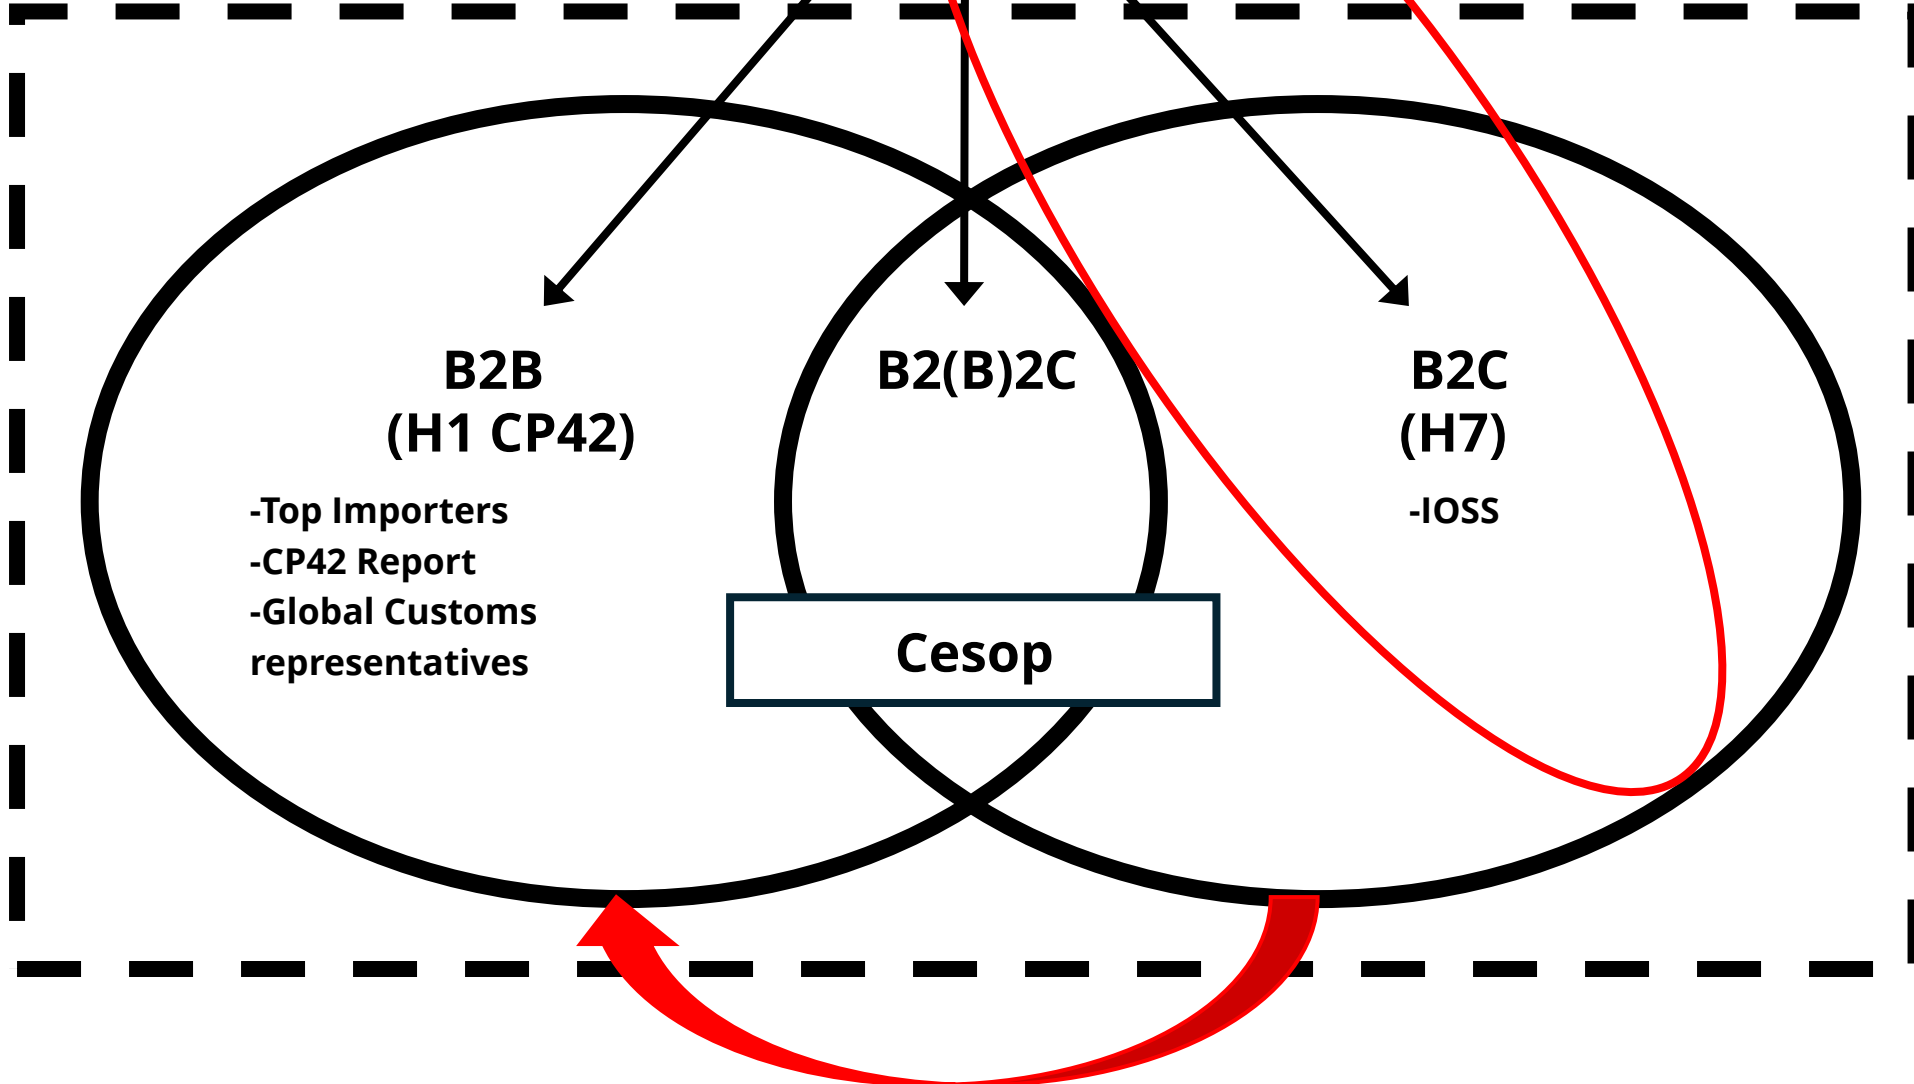 B2B
(H1 CP42)
-Top Importers
-CP42 Report
-Global Customs
representatives
B2(B)2C
Cesop
B2C
(H7)
-IOSS